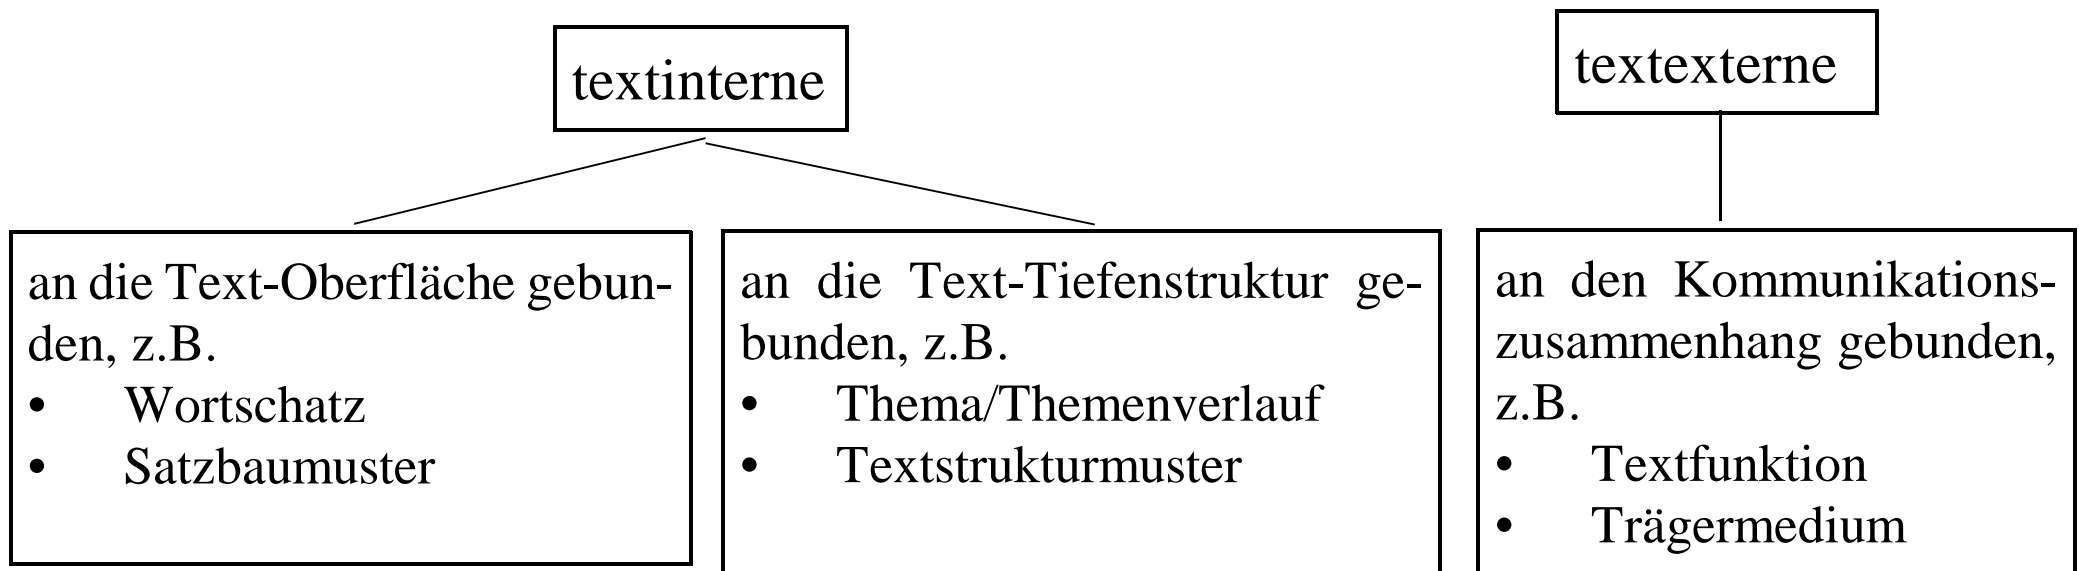 textinterne
textexterne
an die Text-Oberfläche gebun-
den, z.B.
• Wortschatz
• Satzbaumuster
an die Text-Tiefenstruktur ge-
bunden, z.B.
• Thema/Themenverlauf
• Textstrukturmuster
an den Kommunikations-
zusammenhang gebunden,
z.B.
• Textfunktion
• Trägermedium